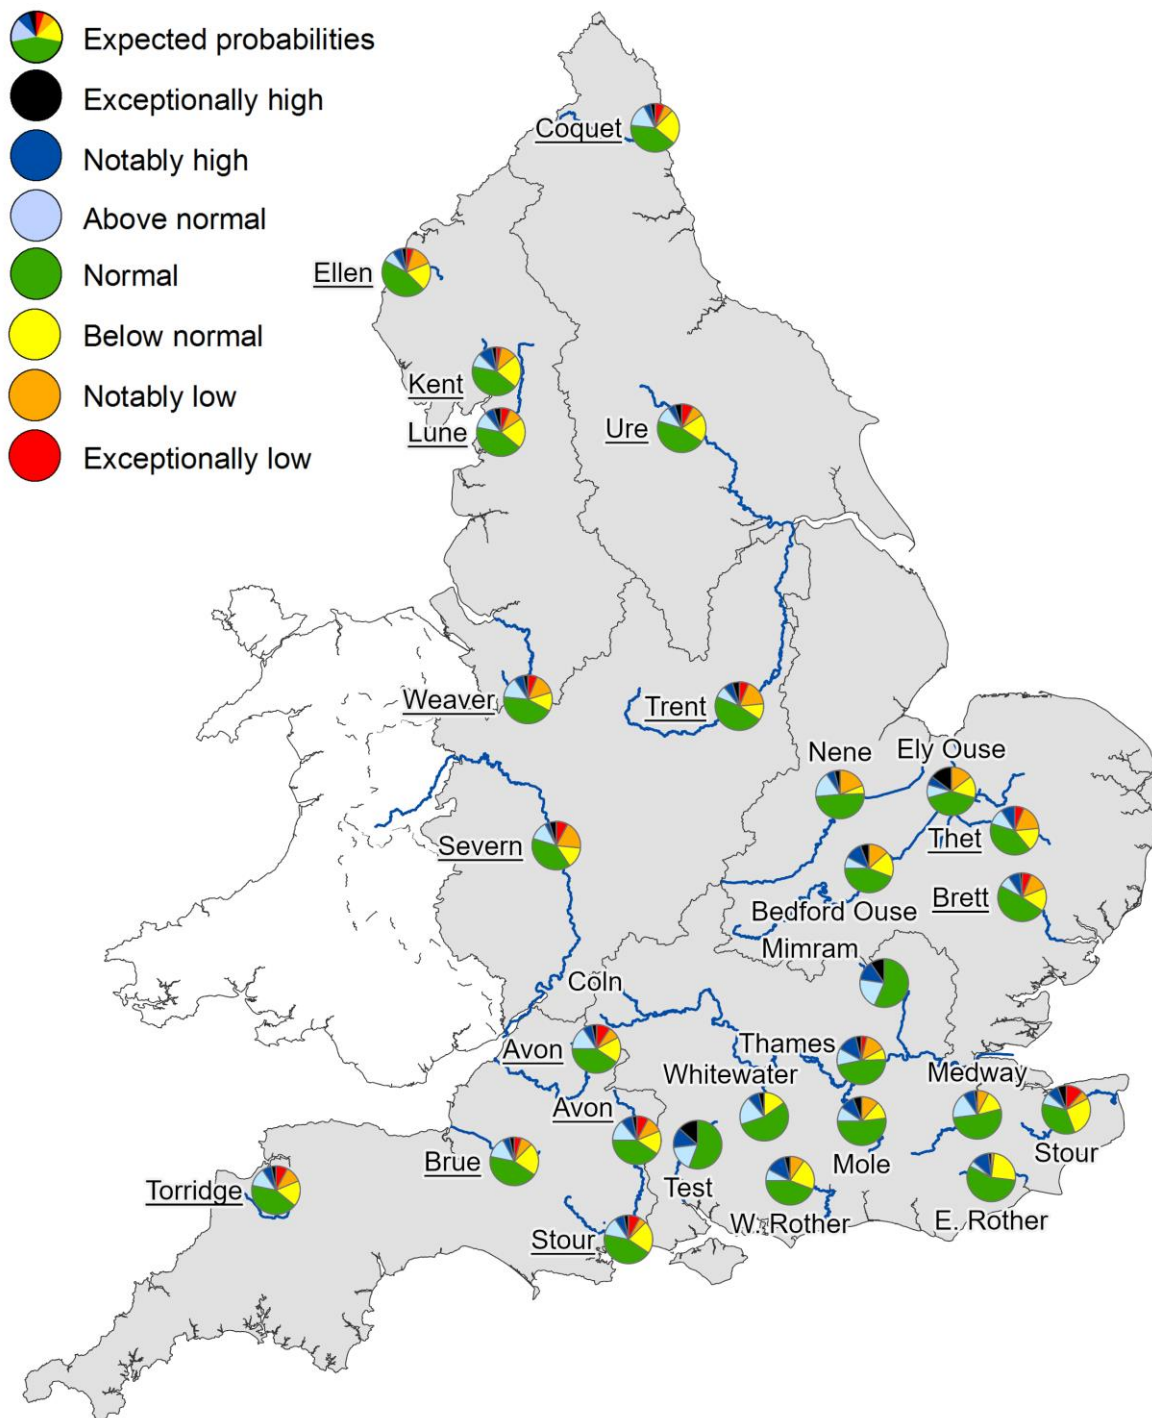 Expected probabilities
Exceptionally high
Notably high
Above normal
Normal
Below normal
Notably low
Exceptionally low
Coquet
Ellen
Kent
Lune
Ure
Weaver
Trent
Nene
Ely Ouse
Severn
Thet
Bedford Ouse
Brett
Mimram
Coln
Avon
Thames
Whitewater
Medway
Avon
Brue
Test
Mole
Stour
Torridge
W. Rother
E. Rother
Stour